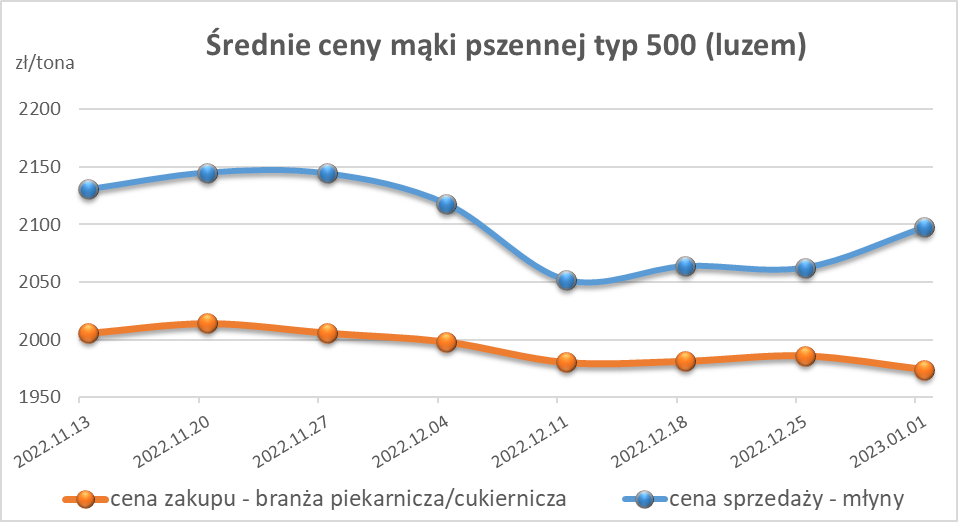 Średnie ceny mąki pszennej typ 500 (luzem)
zł/tona
2200
2150
2100
2050
2000
1950
2022.11.13 2022.11.20 2022.11.27 2022.12.04 2022.12.11 2022.12.18 2022.12.25 2023.01.01
cena zakupu - branża piekarnicza/cukiernicza cena sprzedaży - młyny